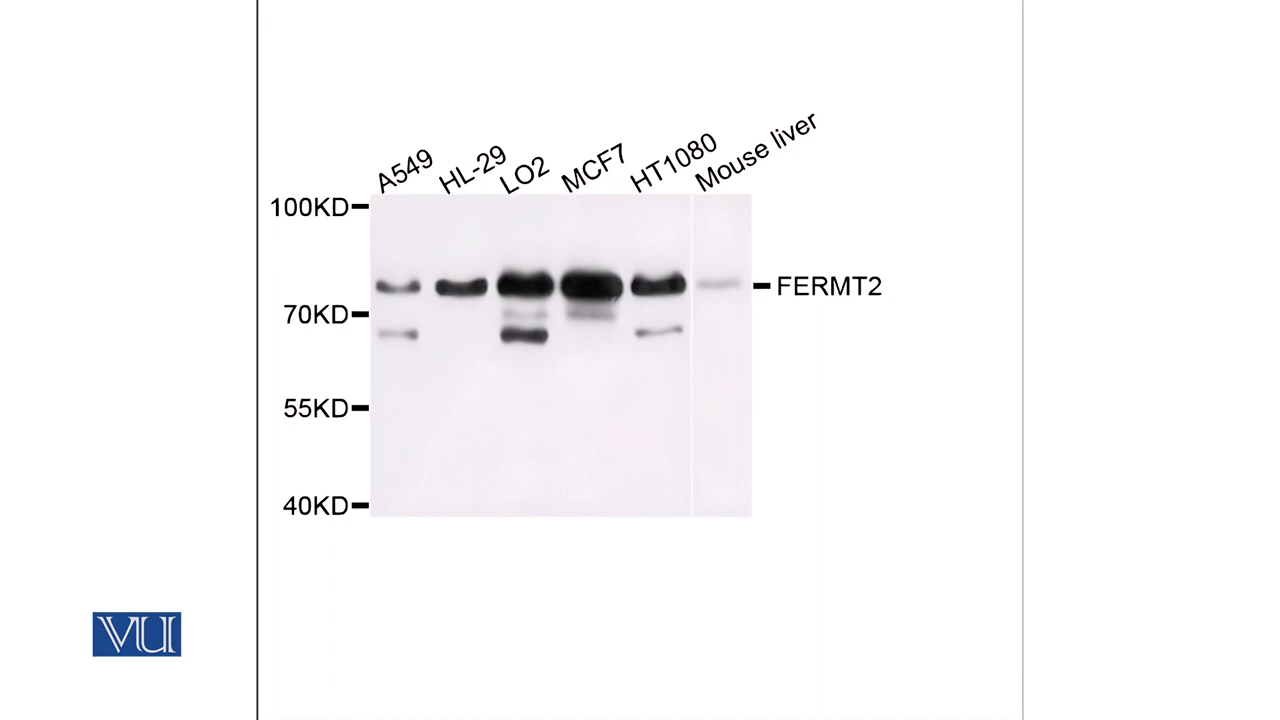 A549
HL-29
LO2
MCF7
HT1080
Mouse liver
100KD
FERMT2
70KD
55KD
40KD
VU